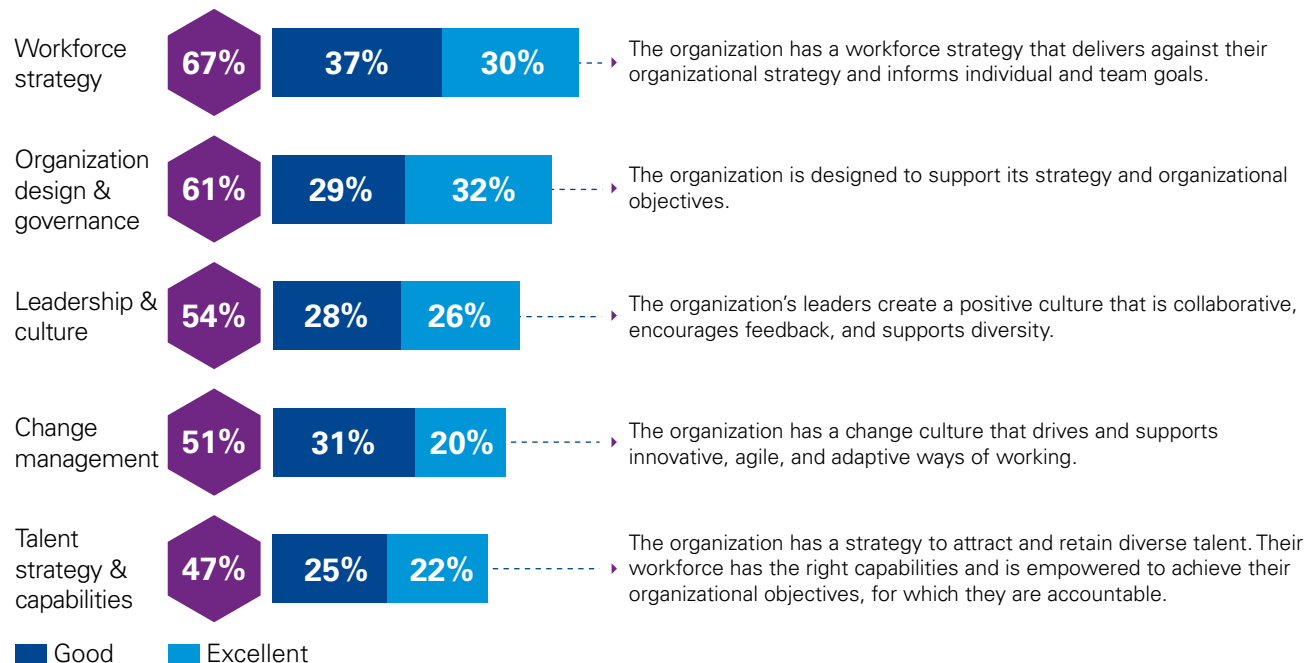 Workforce
strategy
67%
37%
30%
The organization has a workforce strategy that delivers against their
organizational strategy and informs individual and team goals.
Organization
design &
governance
61%
29%
32%
The organization is designed to support its strategy and organizational
objectives.
Leadership &
culture
54%
28%
26%
The organization’s leaders create a positive culture that is collaborative,
encourages feedback, and supports diversity.
Change
management
51%
31%
20%
The organization has a change culture that drives and supports
innovative, agile, and adaptive ways of working.
Talent
strategy &
capabilities
47%
25%
22%
The organization has a strategy to attract and retain diverse talent. Their
workforce has the right capabilities and is empowered to achieve their
organizational objectives, for which they are accountable.
Good
Excellent